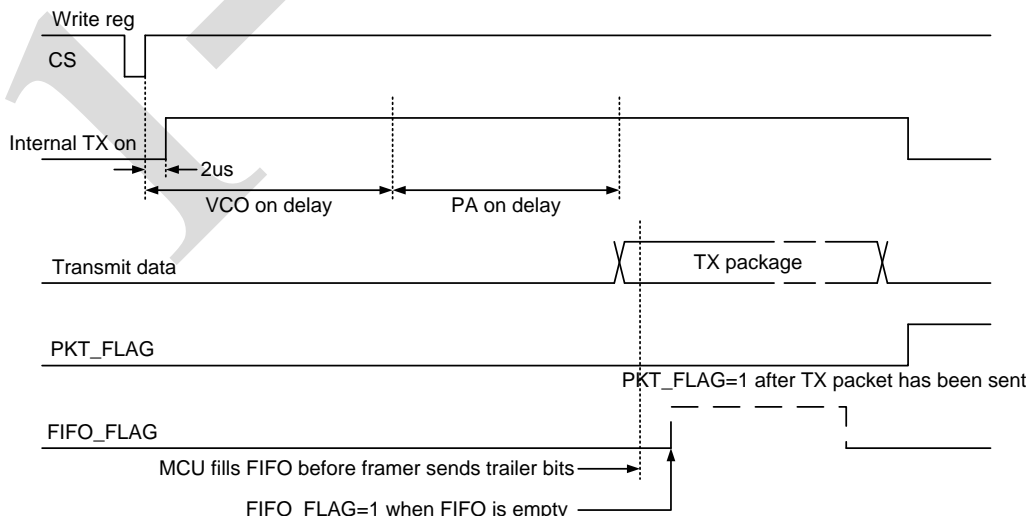 Write reg
CS
Internal TX on
2us
VCO on delay
PA on delay
Transmit data
TX package
PKT_FLAG
PKT_FLAG=1 after TX packet has been sent
FIFO_FLAG
MCU fills FIFO before framer sends trailer bits
FIFO_FLAG=1 when FIFO is empty